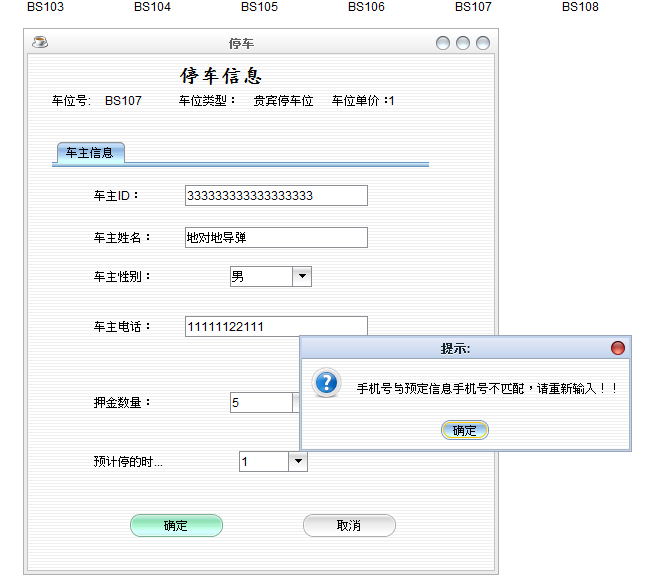 BS103 BS104 BS105 BS106 BS107 BS108
停车
停车信息
车位号: BS107 车位类型： 贵宾停车位 车位单价：1
车主信息
车主ID： 333333333333333333
车主姓名： 地对地导弹
车主性别： 男
车主电话： 11111122111
提示:
手机号与预定信息手机号不匹配，请重新输入！！
确定
押金数量： 5
预计停的时... 1
确定 取消